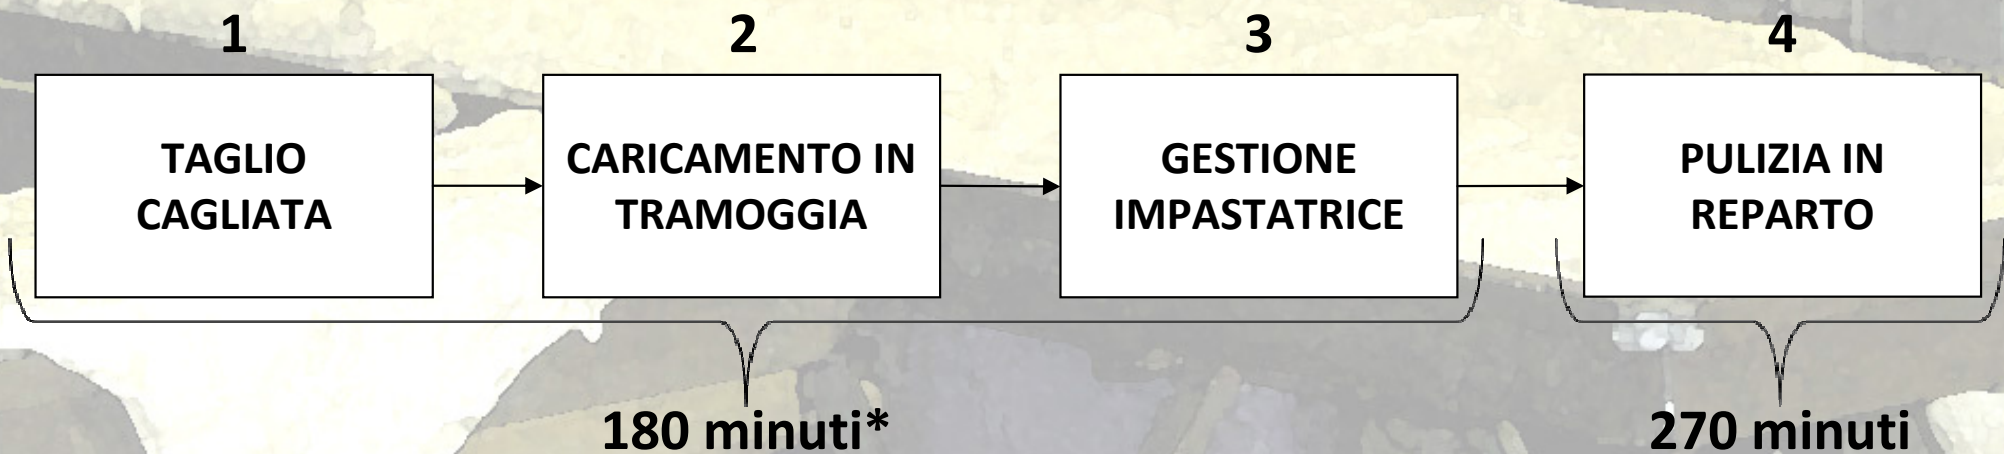 1
2
3
4
TAGLIO
CAGLIATA
CARICAMENTO IN
TRAMOGGIA
GESTIONE
IMPASTATRICE
PULIZIA IN
REPARTO
180 minuti*
270 minuti